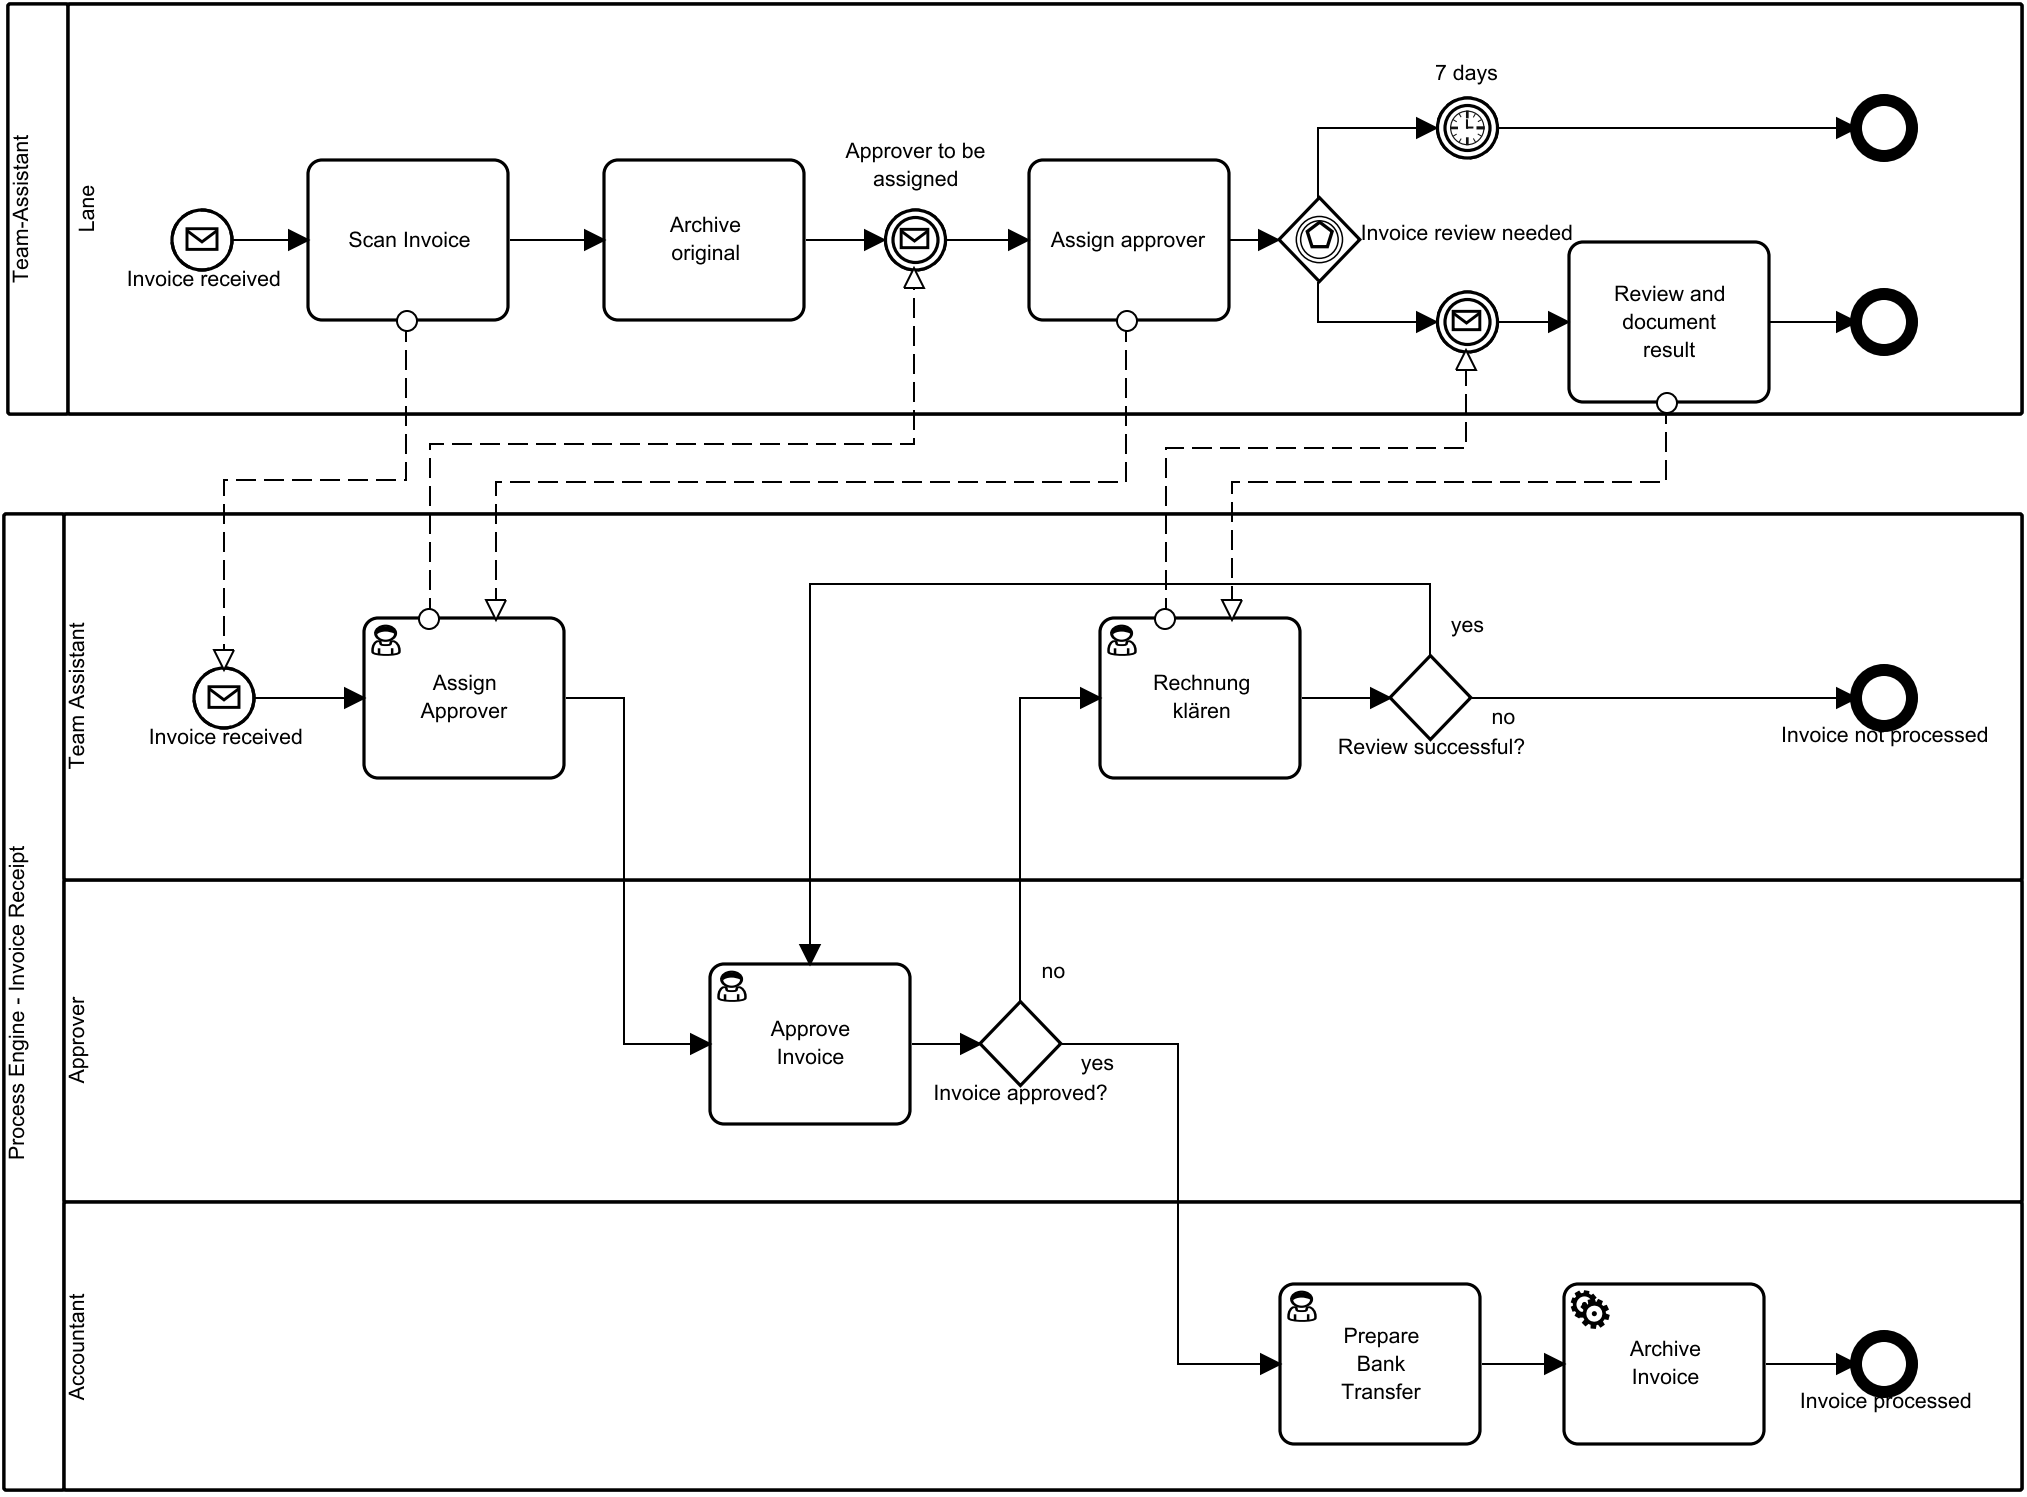 Team-Assistant
Lane
7 days
Approver to be
assigned
Invoice received
Scan Invoice
Archive
original
Assign approver
Invoice review needed
Review and
document
result
Process Engine - Invoice Receipt
Team Assistant
Invoice received
Assign
Approver
Rechnung
klären
yes
no
Review successful?
Invoice not processed
Approver
Approve
Invoice
no
yes
Invoice approved?
Accountant
Prepare
Bank
Transfer
Archive
Invoice
Invoice processed